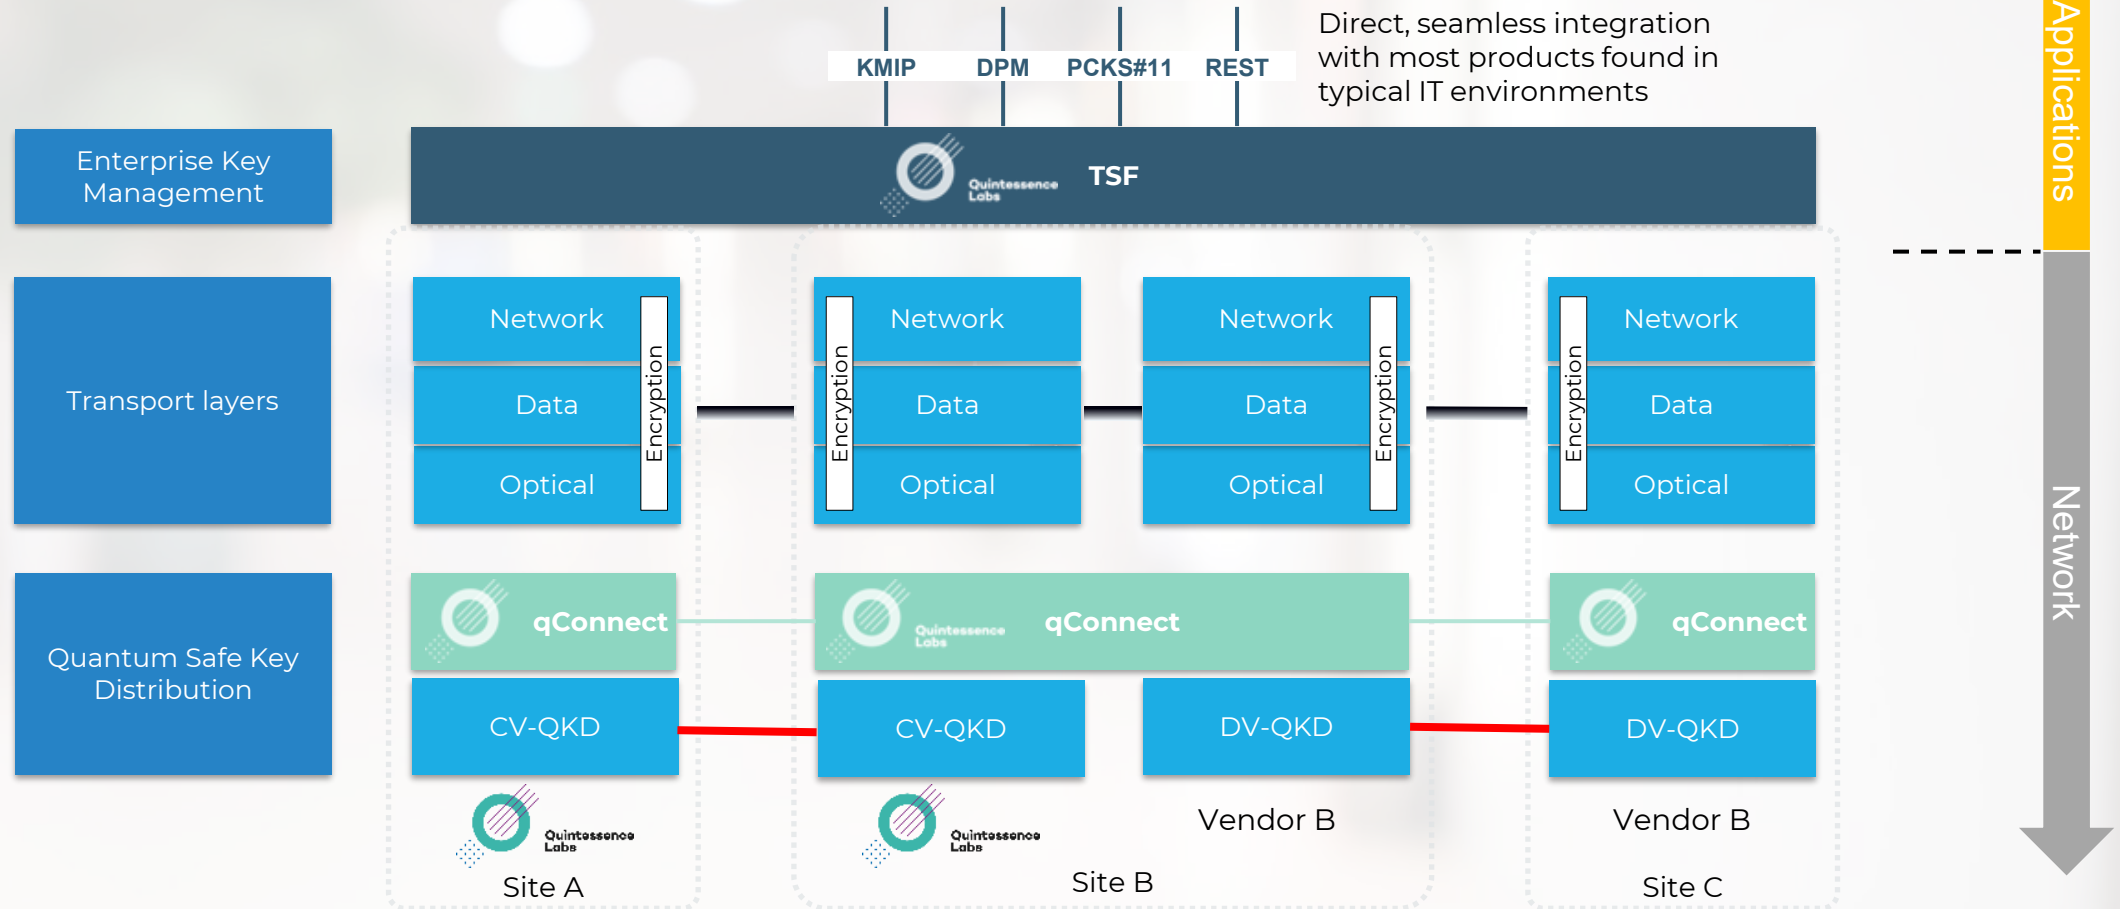 Direct, seamless integration
with most products found in
typical IT environments
KMIP
DPM
PCKS#11
REST
Applications
Enterprise Key
Management
Quintessence
Labs
TSF
Transport layers
Network
Data
Optical
Encryption
Network
Data
Optical
Encryption
Network
Data
Optical
Encryption
Network
Data
Optical
Encryption
Network
Quantum Safe Key
Distribution
qConnect
Quintessence
Labs
qConnect
qConnect
CV-QKD
CV-QKD
DV-QKD
DV-QKD
Quintessence
Labs
Quintessence
Labs
Vendor B
Vendor B
Site A
Site B
Site C